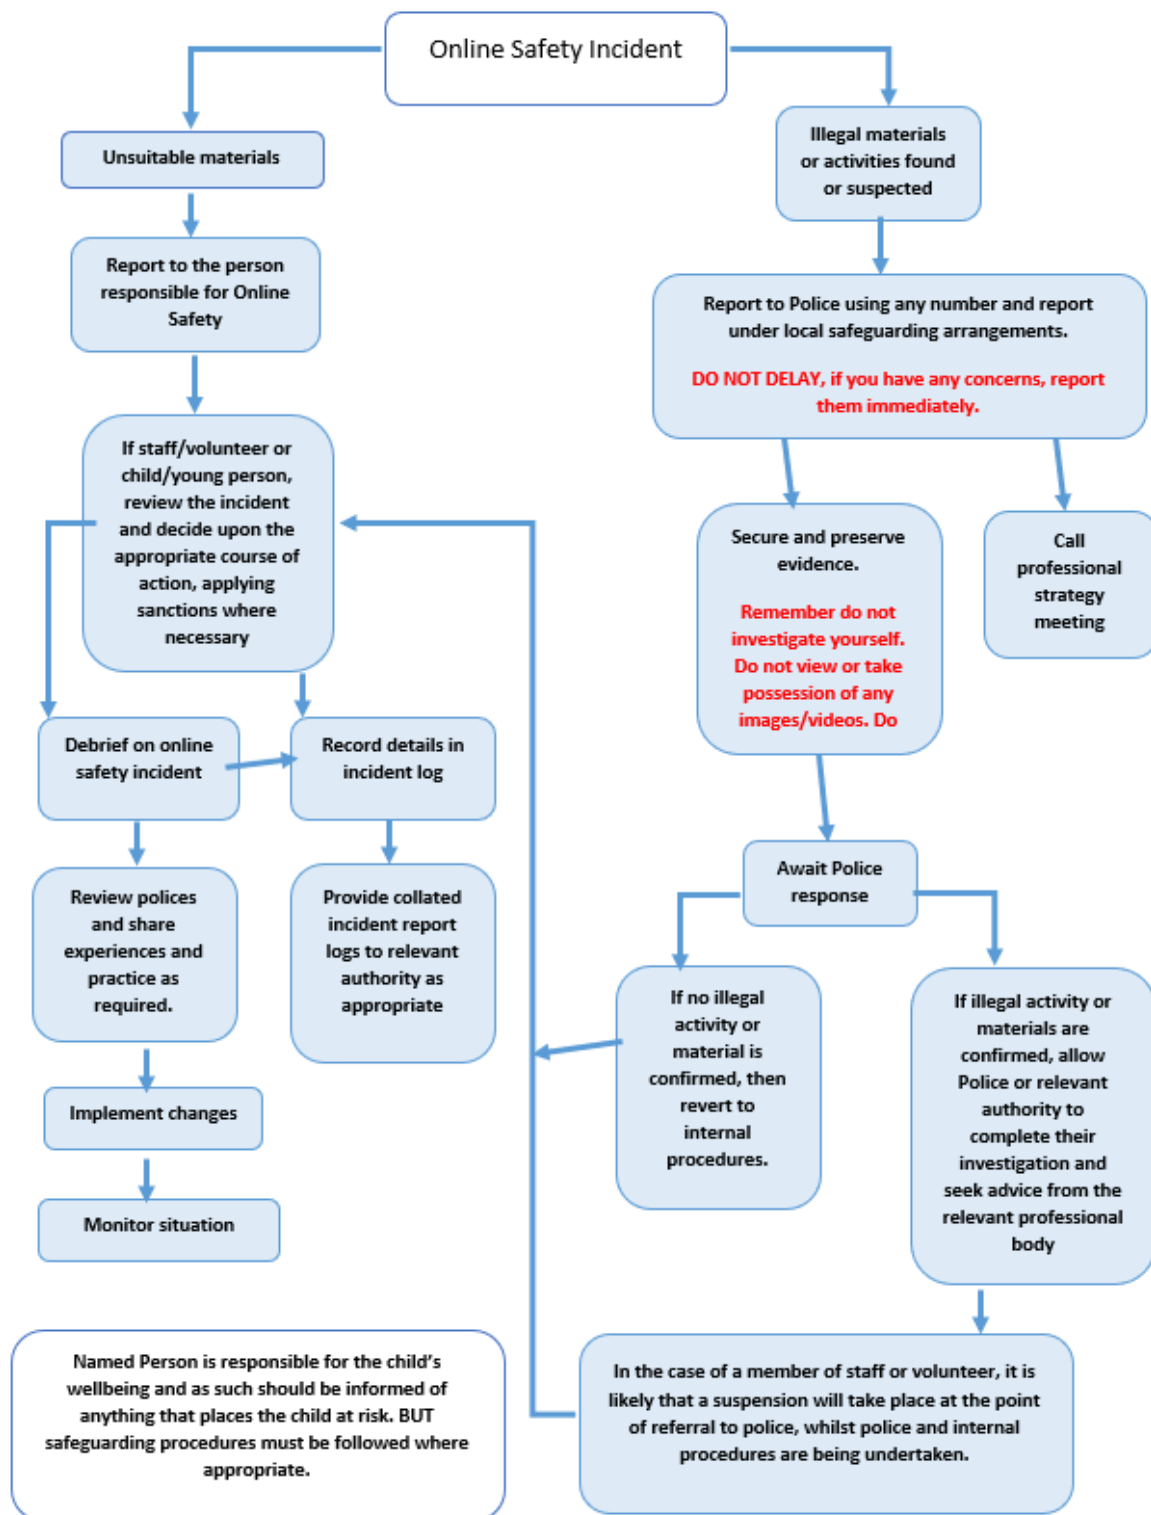 Online Safety Incident
Unsuitable materials
Report to the person
responsible for Online
Safety
If staff/volunteer or
child/young person,
review the incident
and decide upon the
appropriate course of
action, applying
sanctions where
necessary
Debrief on online
safety incident
Record details in
incident log
Review polices
and share
experiences and
practice as
required.
Provide collated
incident report
logs to relevant
authority as
appropriate
Implement changes
Monitor situation
Illegal materials
or activities found
or suspected
Report to Police using any number and report
under local safeguarding arrangements.
DO NOT DELAY, if you have any concerns, report
them immediately.
Secure and preserve
evidence.
Remember do not
investigate yourself.
Do not view or take
possession of any
images/videos. Do
Call
professional
strategy
meeting
Await Police
response
If no illegal
activity or
material is
confirmed, then
revert to
internal
procedures.
If illegal activity or
materials are
confirmed, allow
Police or relevant
authority to
complete their
investigation and
seek advice from the
relevant professional
body
In the case of a member of staff or volunteer, it is
likely that a suspension will take place at the point
of referral to police, whilst police and internal
procedures are being undertaken.
Named Person is responsible for the child's
wellbeing and as such should be informed of
anything that places the child at risk. BUT
safeguarding procedures must be followed where
appropriate.